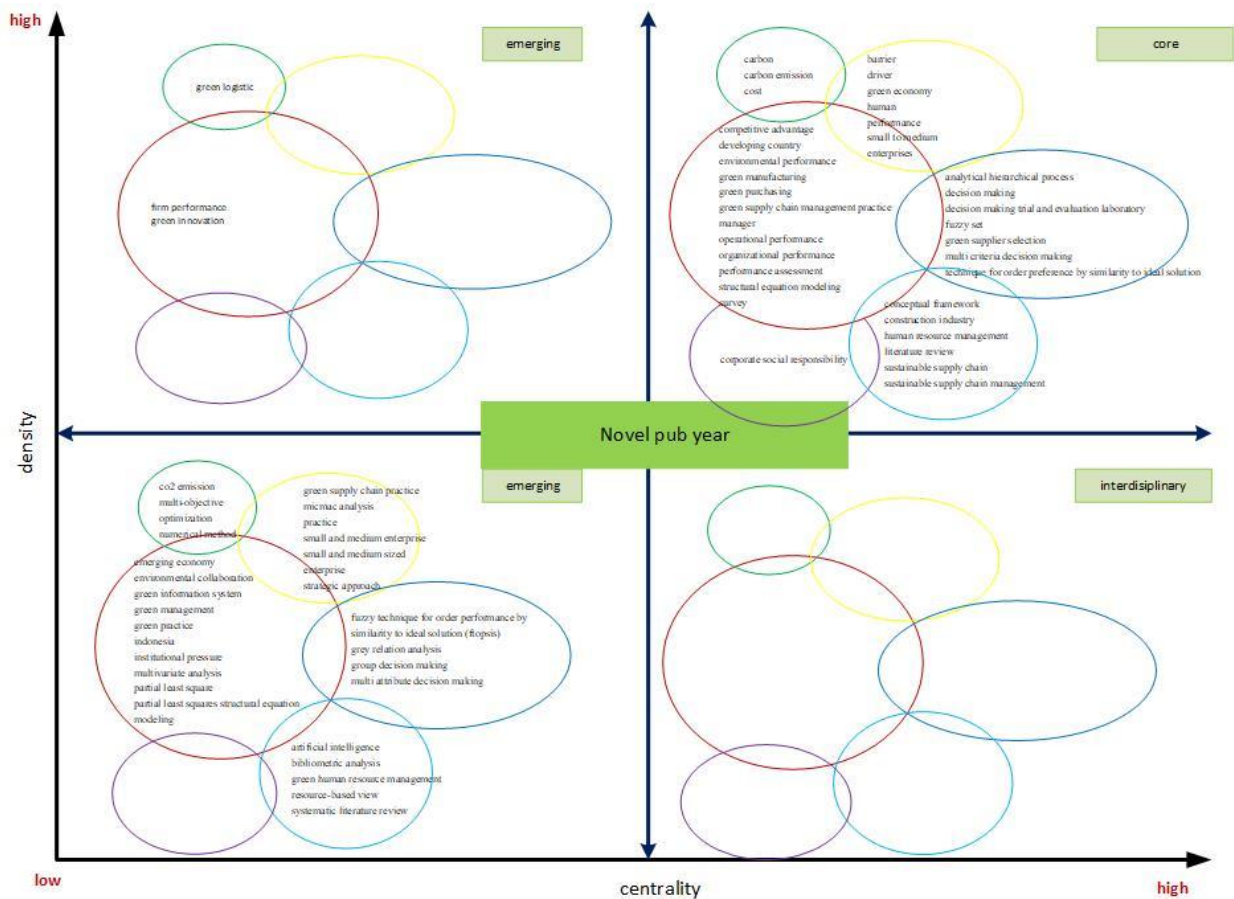 high
emerging
core
green logistic
firm performance
green innovation
carbon
carbon emission
cost
barrier
driver
green economy
human
performance
small to medium
enterprises
competitive advantage
developing country
environmental performance
green manufacturing
green purchasing
green supply chain management practice
manager
operational performance
organizational performance
performance assessment
structural equation modeling
survey
analytical hierarchical process
decision making
decision making trial and evaluation laboratory
fuzzy set
green supplier selection
multi criteria decision making
technique for order preference by similarity to ideal solution
conceptual framework
construction industry
human resource management
literature review
sustainable supply chain
sustainable supply chain management
corporate social responsibility
density
Novel pub year
emerging
interdisiplinary
co2 emission
multi-objective
optimization
numerical method
green supply chain practice
micmac analysis
practice
small and medium enterprise
small and medium sized
enterprise
strategic approach
emerging economy
environmental collaboration
green information system
green management
green practice
indonesia
institutional pressure
multivariate analysis
partial least square
partial least squares structural equation
modeling
fuzzy technique for order performance by
similarity to ideal solution (ftopsis)
grey relation analysis
group decision making
multi attribute decision making
artificial intelligence
bibliometric analysis
green human resource management
resource-based view
systematic literature review
low
centrality
high